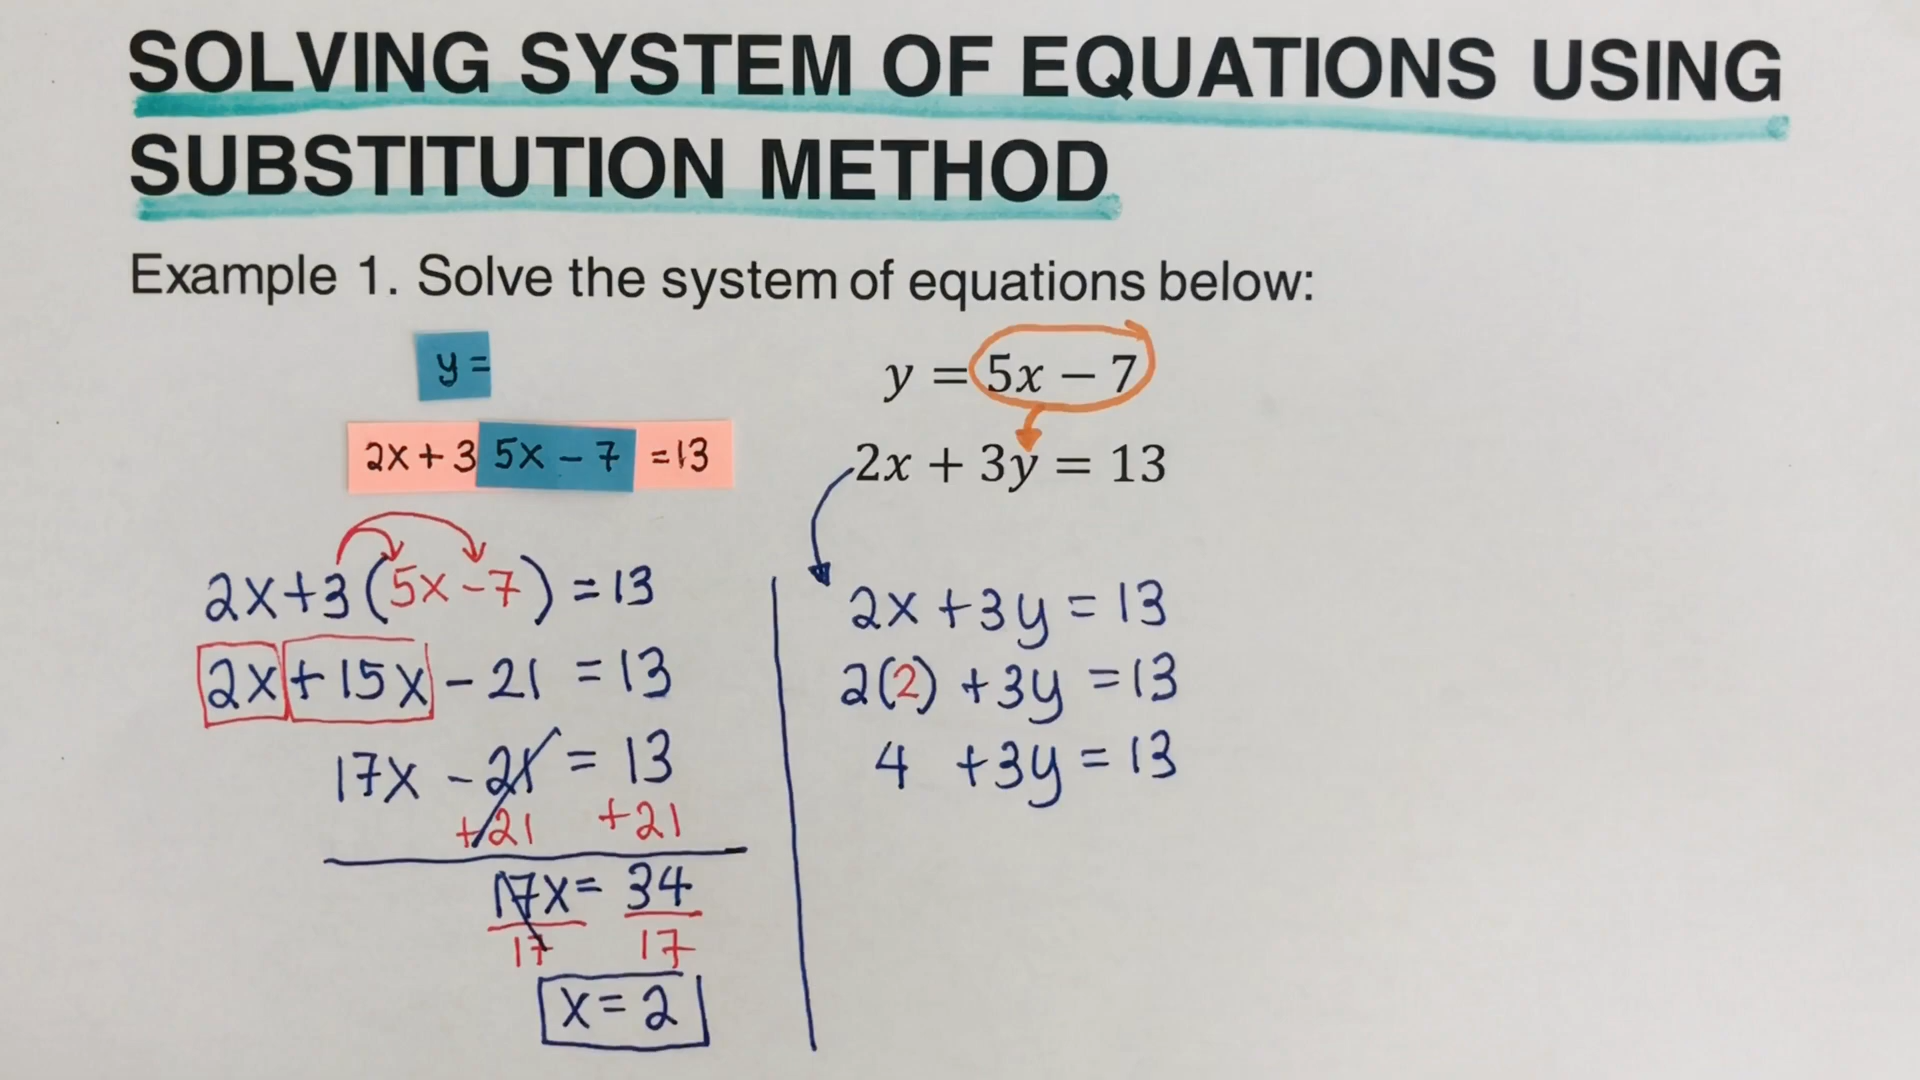 SOLVING SYSTEM OF EQUATIONS USING
SUBSTITUTION METHOD
Example 1. Solve the system of equations below:
y =
2x + 3 5x - 7 = 13
y = 5x − 7
2x + 3y = 13
2x + 3 (5x - 7) = 13
2x + 15x - 21 = 13
17x - 21 = 13
+21 +21
17x = 34
17 17
x = 2
2x + 3y = 13
2(2) + 3y = 13
4 + 3y = 13